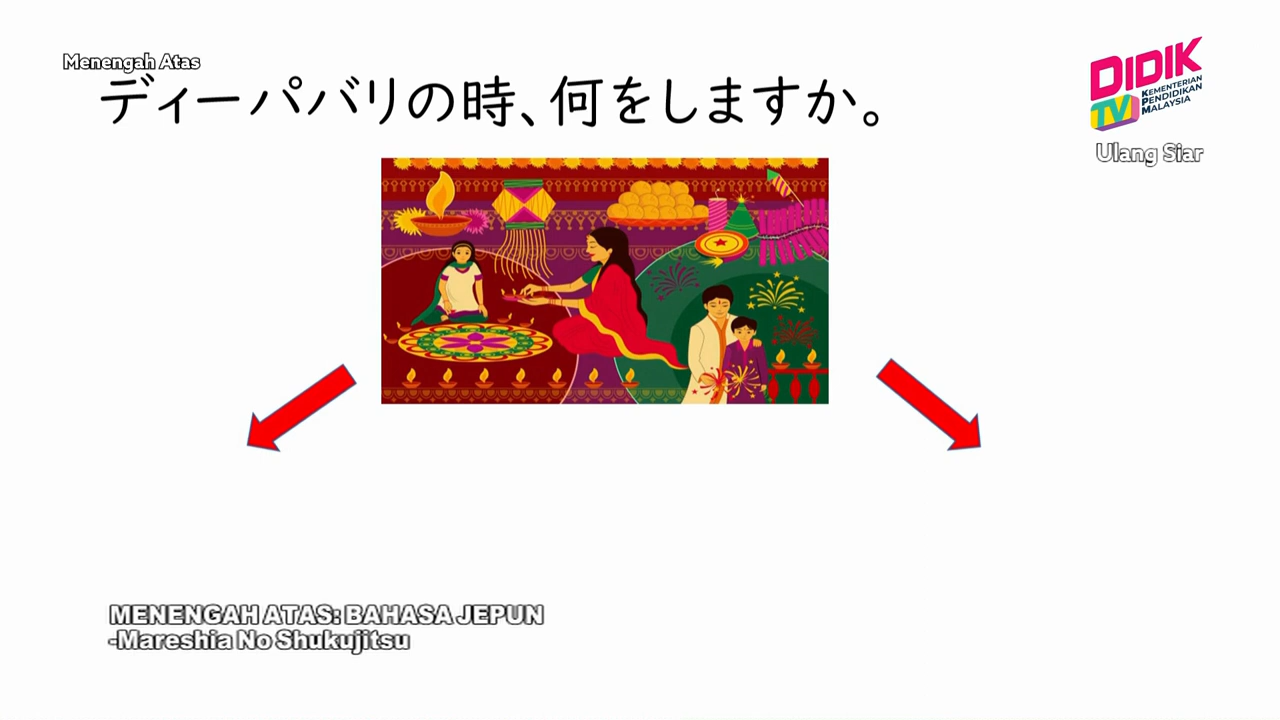 Menengah Atas
ディーパバリの時、何をしますか。
DIDIK
TV
KEMENTERIAN
PENDIDIKAN
MALAYSIA
Ulang Siar
MENENGAH ATAS: BAHASA JEPUN
-Mareshia No Shukujitsu